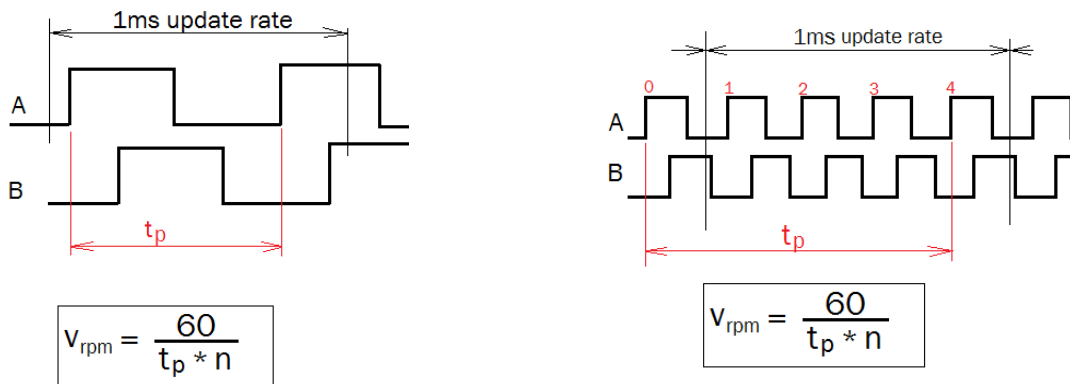 1ms update rate
A
B
tp
vrpm = 60 / tp * n
1ms update rate
0 1 2 3 4
A
B
tp
vrpm = 60 / tp * n